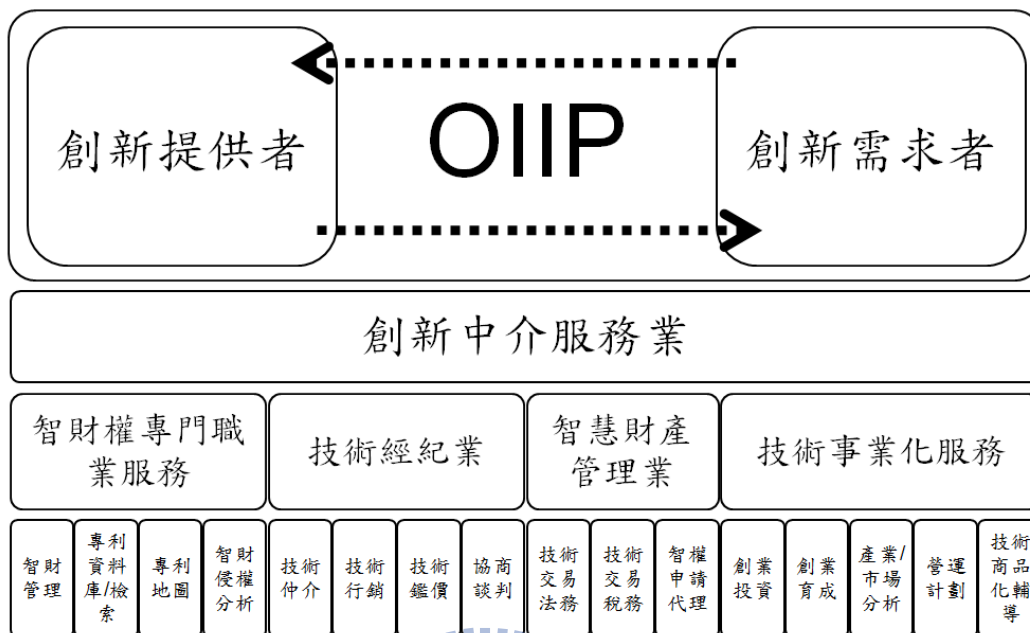 創新提供者
OIIP
創新需求者
創新中介服務業
智財權專門職
業服務
技術經紀業
智慧財產
管理業
技術事業化服務
智財
管理
專利
資料
庫/檢
索
專利
地圖
智財
侵權
分析
技術
仲介
技術
行銷
技術
鑑價
協商
談判
技術
交易
法務
技術
交易
稅務
智權
申請
代理
創業
投資
創業
育成
產業/
市場
分析
營運
計劃
技術
商品
化輔
導